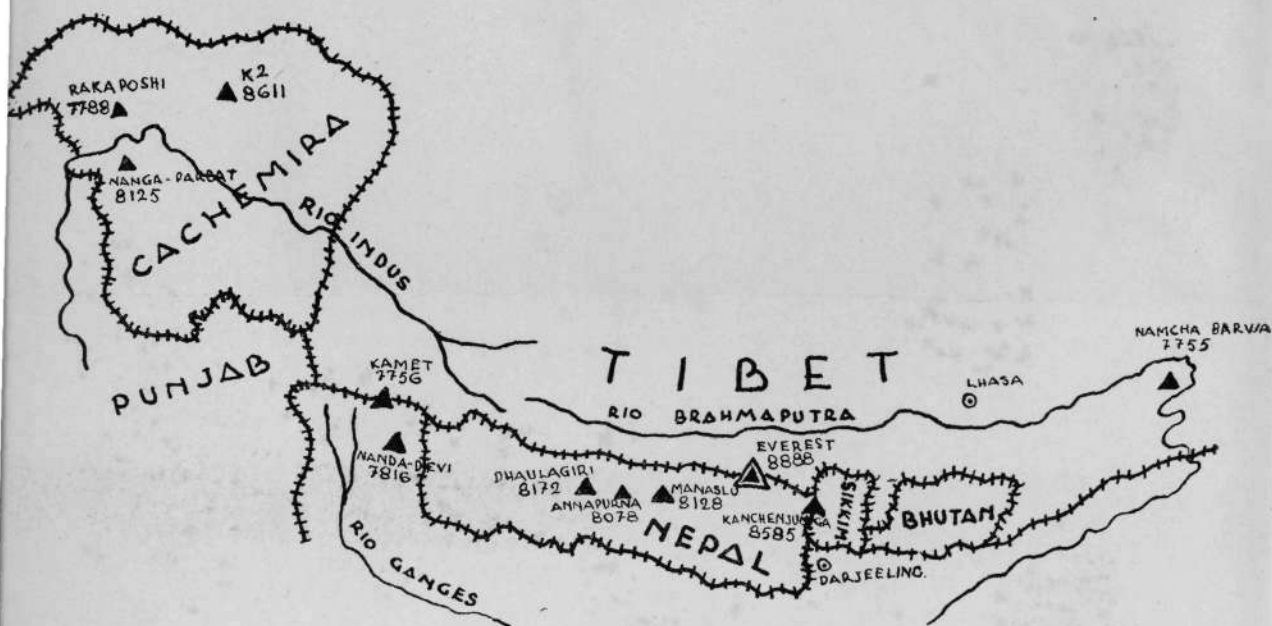 K2
8611
RAKAPOSHI
7788
NANGA-PARBAT
8125
CACHEMIRA
RIO INDUS
PUNJAB
KAMET
7756
NANDA-DEVI
7816
RIO GANGES
TIBET
RIO BRAHMAPUTRA
LHASA
NAMCHA BARVIA
7755
EVEREST
8888
DHAULAGIRI
8172
ANNAPURNA
8078
MANASLU
8128
NEPAL
KANCHENJUNGA
8585
SIKKIM
BHUTAN
DARJEELING.